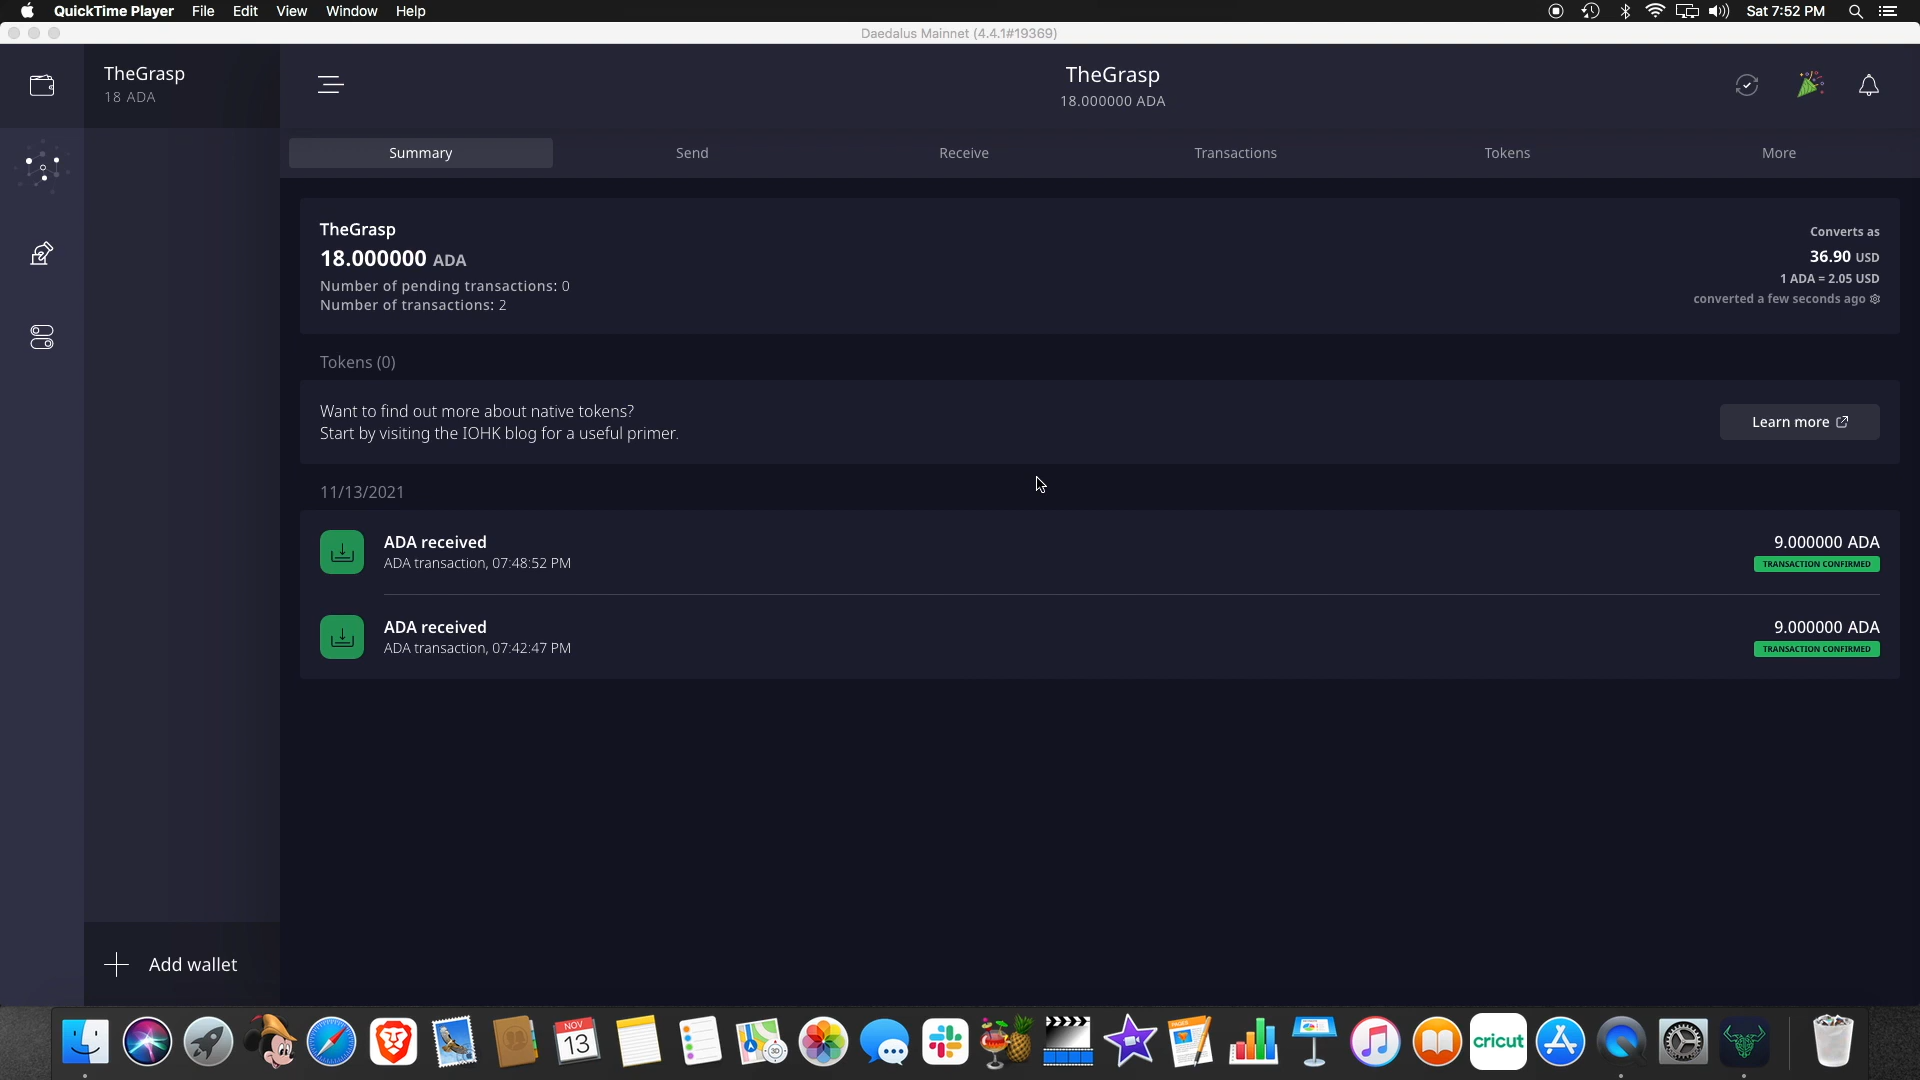 QuickTime Player File Edit View Window Help Sat 7:52 PM
Daedalus Mainnet (4.4.1#19369)
TheGrasp
18 ADA
TheGrasp
18.000000 ADA
Summary Send Receive Transactions Tokens More
TheGrasp
18.000000 ADA
Number of pending transactions: 0
Number of transactions: 2
Converts as
36.90 USD
1 ADA = 2.05 USD
converted a few seconds ago
Tokens (0)
Want to find out more about native tokens?
Start by visiting the IOHK blog for a useful primer.
Learn more
11/13/2021
ADA received
ADA transaction, 07:48:52 PM
9.000000 ADA
TRANSACTION CONFIRMED
ADA received
ADA transaction, 07:42:47 PM
9.000000 ADA
TRANSACTION CONFIRMED
Add wallet
NOV
13
3D
PAGES
cricut